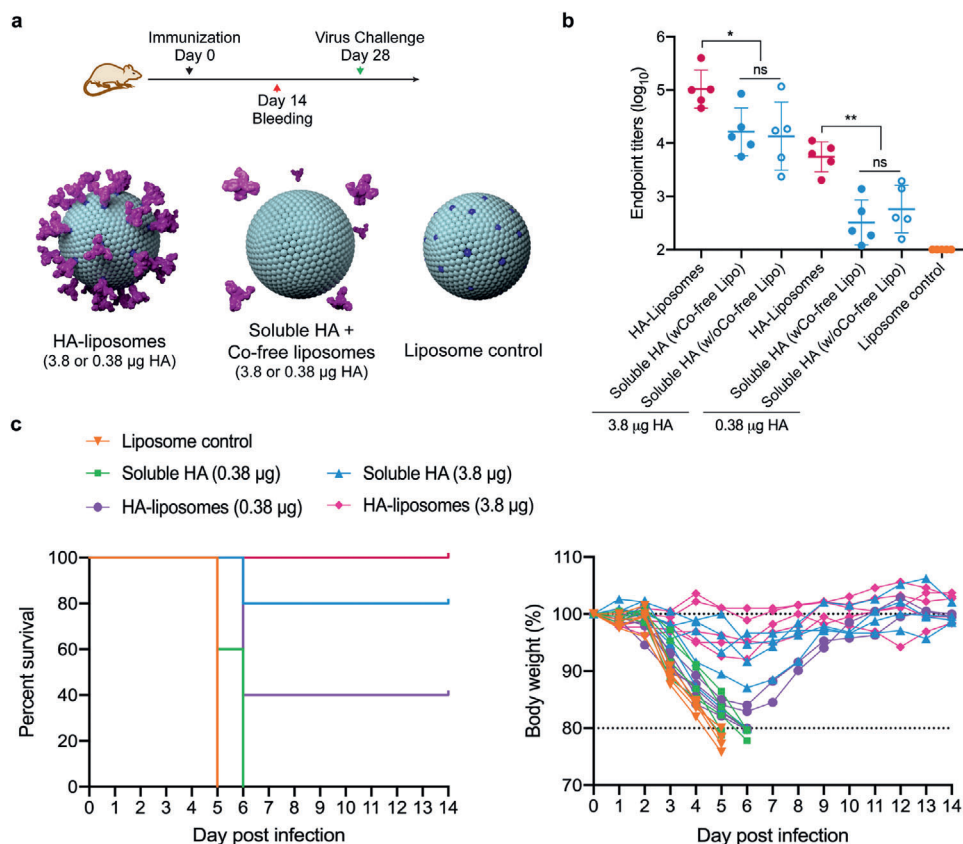 a
Immunization
Day 0
Virus Challenge
Day 28
Day 14
Bleeding
HA-liposomes
(3.8 or 0.38 µg HA)
Soluble HA +
Co-free liposomes
(3.8 or 0.38 µg HA)
Liposome control
b
Endpoint titers (log10)
6
5
4
3
2
*
ns
**
ns
HA-Liposomes
Soluble HA (wCo-free Lipo)
Soluble HA (w/oCo-free Lipo)
HA-Liposomes
Soluble HA (wCo-free Lipo)
Soluble HA (w/oCo-free Lipo)
Liposome control
3.8 µg HA
0.38 µg HA
c
Liposome control
Soluble HA (0.38 µg)
Soluble HA (3.8 µg)
HA-liposomes (0.38 µg)
HA-liposomes (3.8 µg)
Percent survival
100
80
60
40
20
0
0 1 2 3 4 5 6 7 8 9 10 11 12 13 14
Day post infection
Body weight (%)
110
100
90
80
70
0 1 2 3 4 5 6 7 8 9 10 11 12 13 14
Day post infection